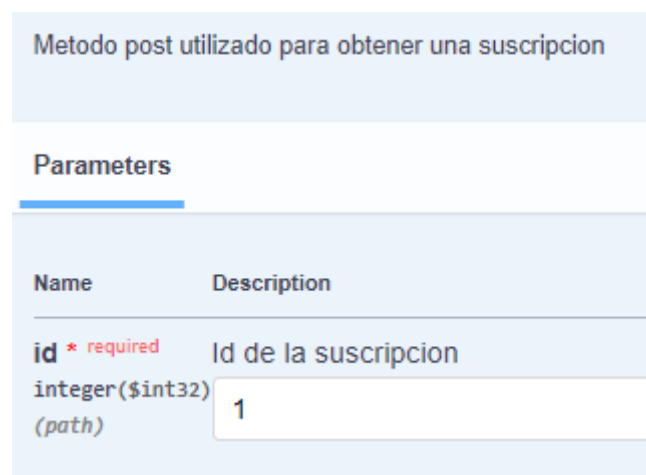 Metodo post utilizado para obtener una suscripcion
Parameters
Name Description
id * required Id de la suscripcion
integer($int32)
1
(path)